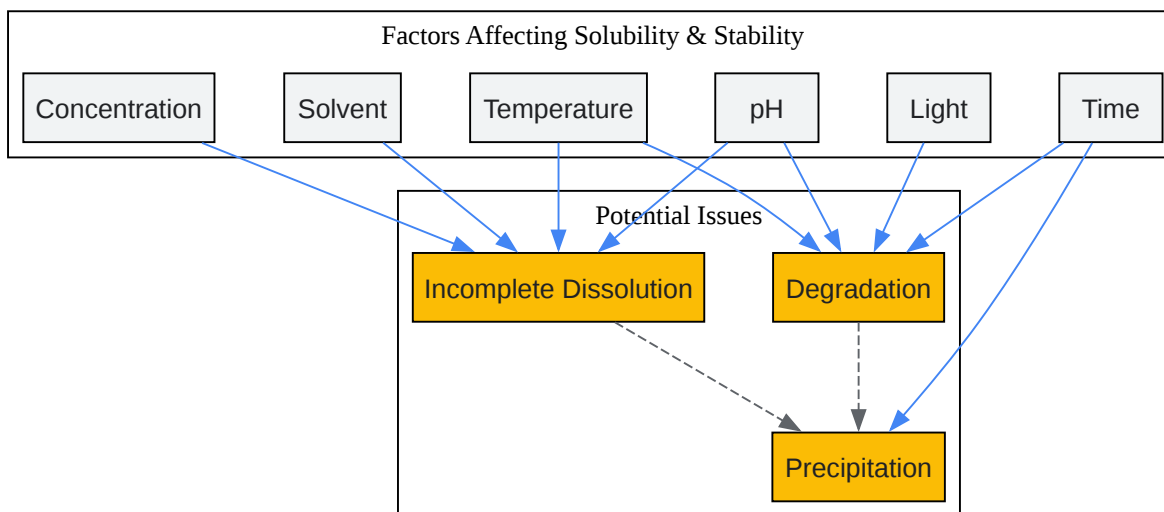 Factors Affecting Solubility & Stability
Concentration
Solvent
Temperature
pH
Light
Time
Potential Issues
Incomplete Dissolution
Degradation
Precipitation